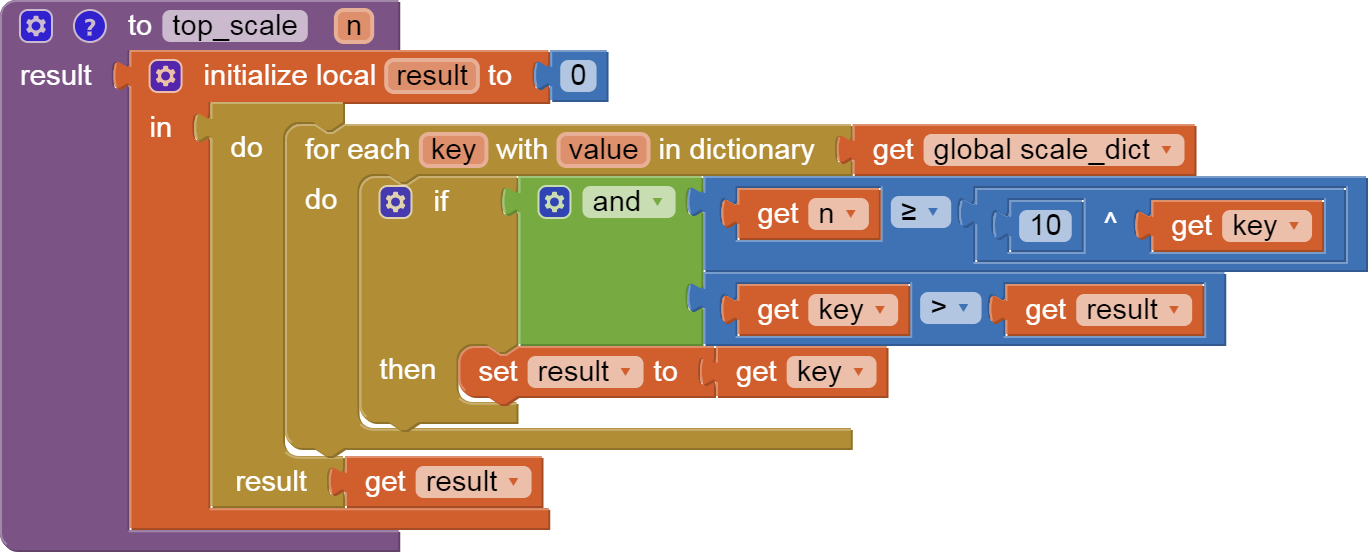 ? to top_scale n
result initialize local result to 0
in do for each key with value in dictionary get global scale_dict
do if and get n ≥ 10 ^ get key
get key > get result
then set result to get key
result get result